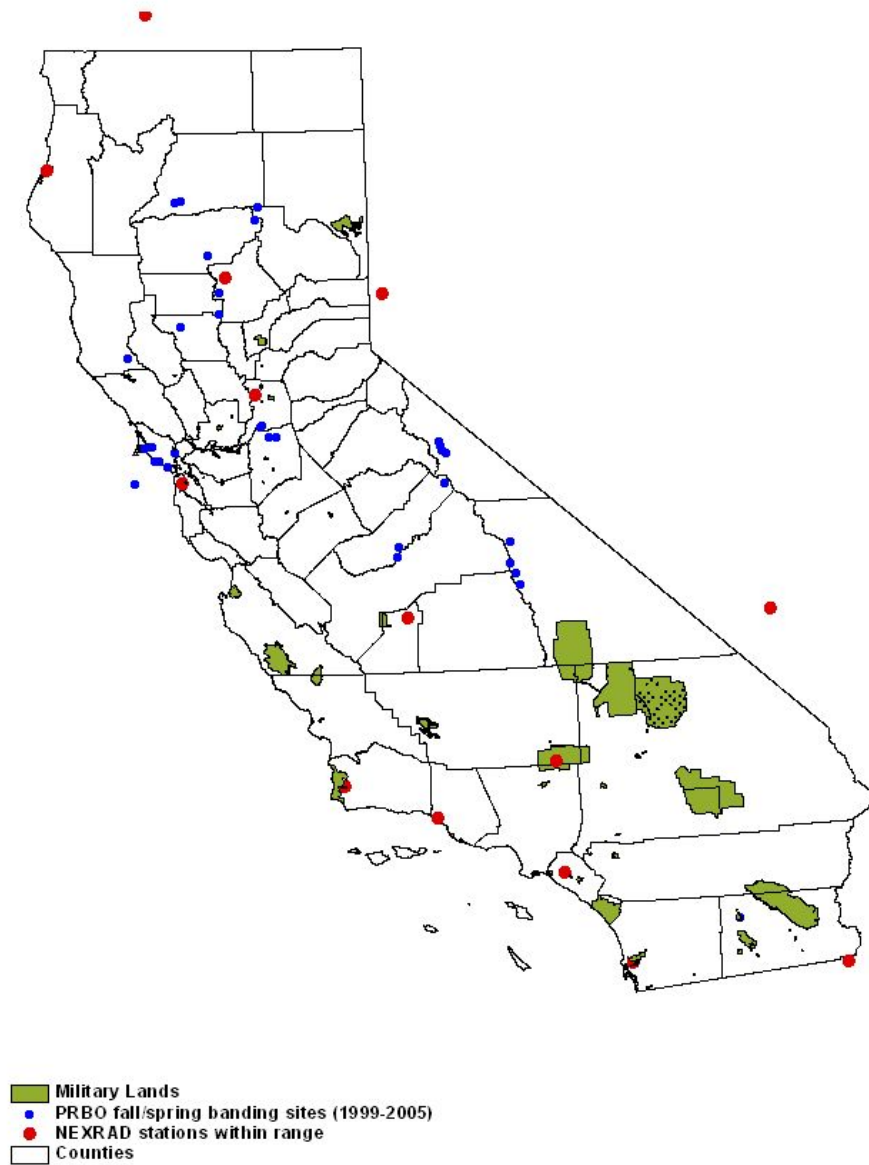 Military Lands
PRBO fall/spring banding sites (1999-2005)
NEXRAD stations within range
Counties